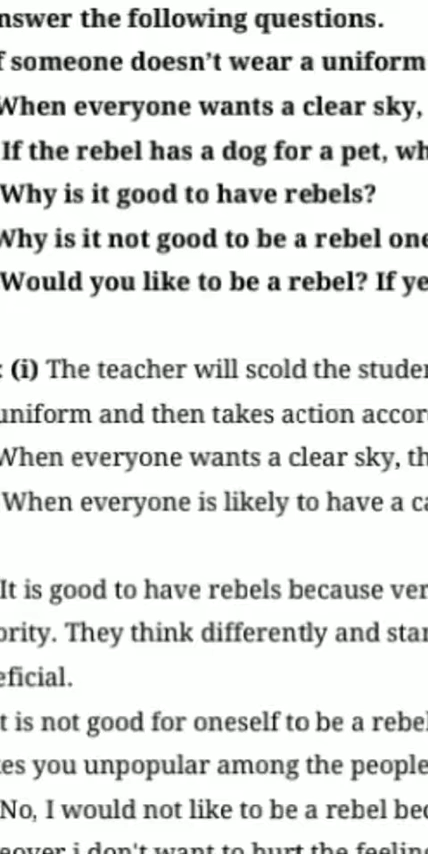 nswer the following questions.
f someone doesn't wear a uniform
When everyone wants a clear sky,
If the rebel has a dog for a pet, wh
Why is it good to have rebels?
Why is it not good to be a rebel one
Would you like to be a rebel? If ye
: (i) The teacher will scold the studen
uniform and then takes action accor
When everyone wants a clear sky, th
When everyone is likely to have a ca
It is good to have rebels because ver
ority. They think differently and star
eficial.
t is not good for oneself to be a rebel
es you unpopular among the people
No, I would not like to be a rebel bec
eover i don't want to hurt the feeling